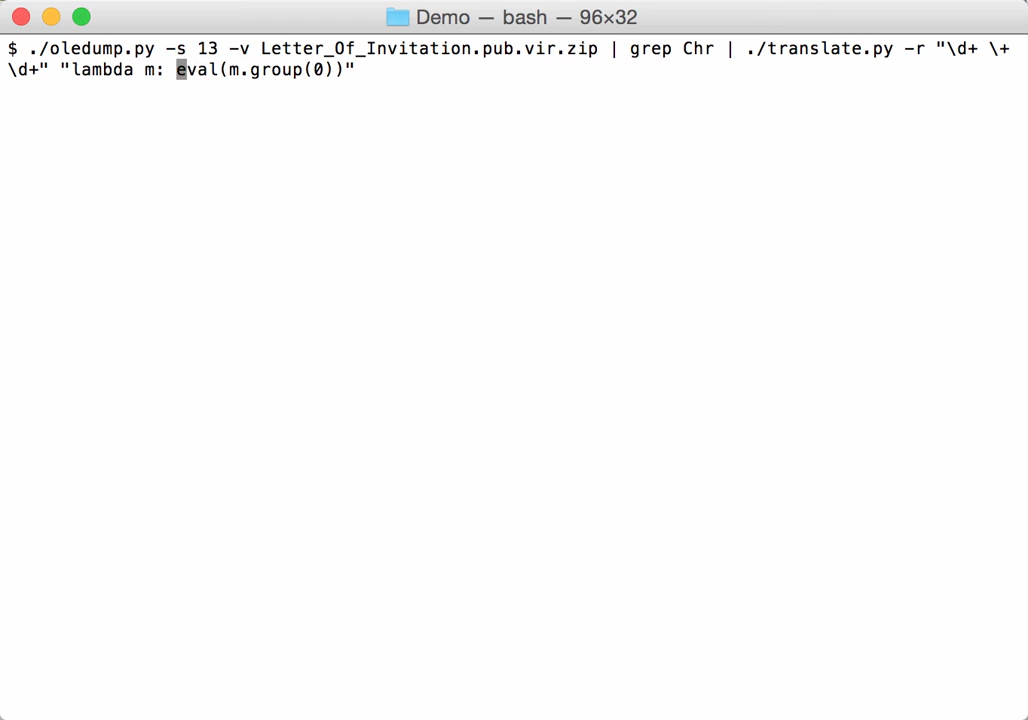 Demo — bash — 96×32
$ ./oledump.py -s 13 -v Letter_Of_Invitation.pub.vir.zip | grep Chr | ./translate.py -r "\d+ \+
\d+" "lambda m: eval(m.group(0))"